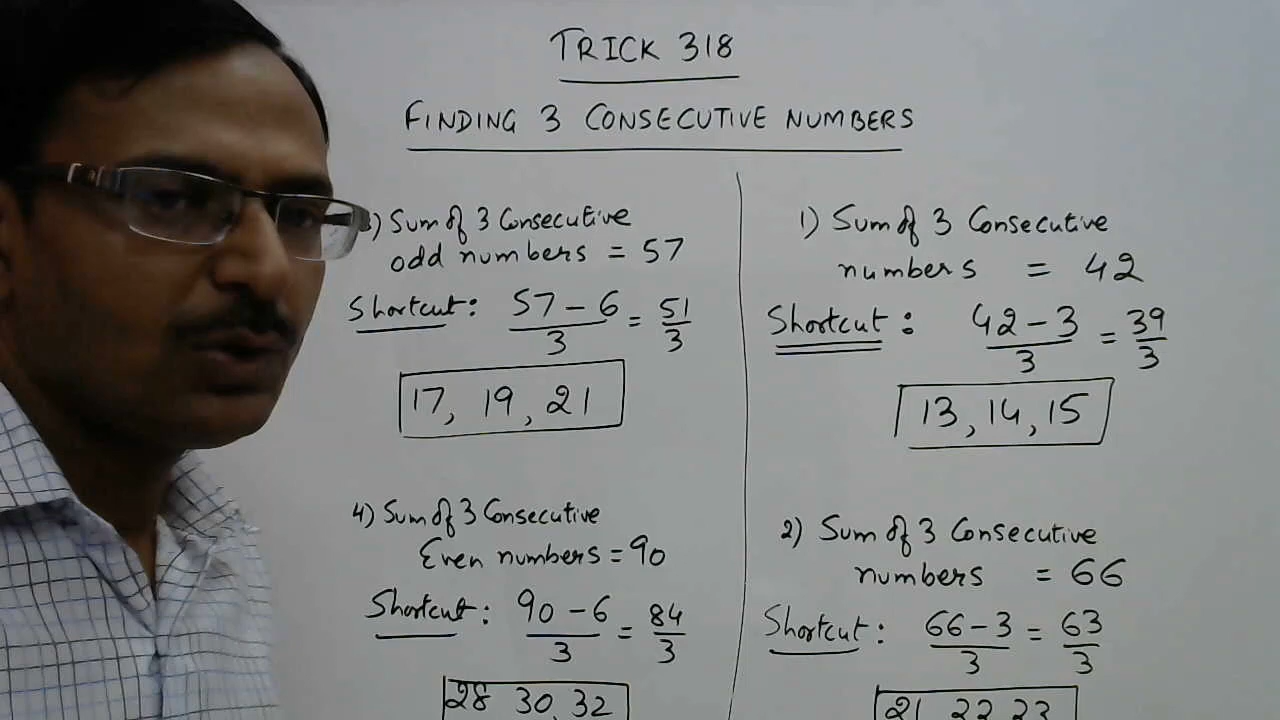 TRICK 318
FINDING 3 CONSECUTIVE NUMBERS
1) Sum of 3 Consecutive
numbers = 42
Shortcut : 42 - 3 / 3 = 39 / 3
13, 14, 15
2) Sum of 3 Consecutive
numbers = 66
Shortcut : 66 - 3 / 3 = 63 / 3
21 22 23
3) Sum of 3 Consecutive
odd numbers = 57
Shortcut : 57 - 6 / 3 = 51 / 3
17, 19, 21
4) Sum of 3 Consecutive
Even numbers = 90
Shortcut : 90 - 6 / 3 = 84 / 3
28 30, 32